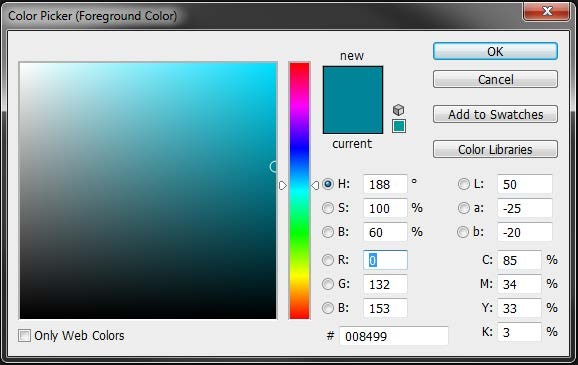 Color Picker (Foreground Color)
new
current
OK
Cancel
Add to Swatches
Color Libraries
H: 188 °
S: 100 %
B: 60 %
R: 0
G: 132
B: 153
# 008499
L: 50
a: -25
b: -20
C: 85 %
M: 34 %
Y: 33 %
K: 3 %
Only Web Colors